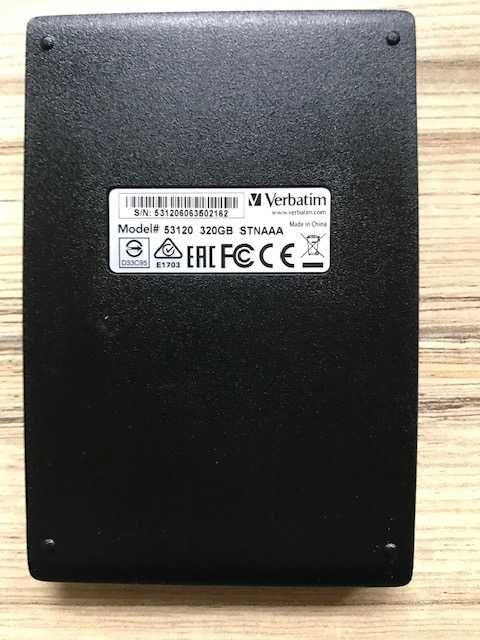 Verbatim
www.verbatim.com
S/N: 531206063502162
Made in China
Model# 53120 320GB STNAAA
D33C95
E1703
EAC FC CE